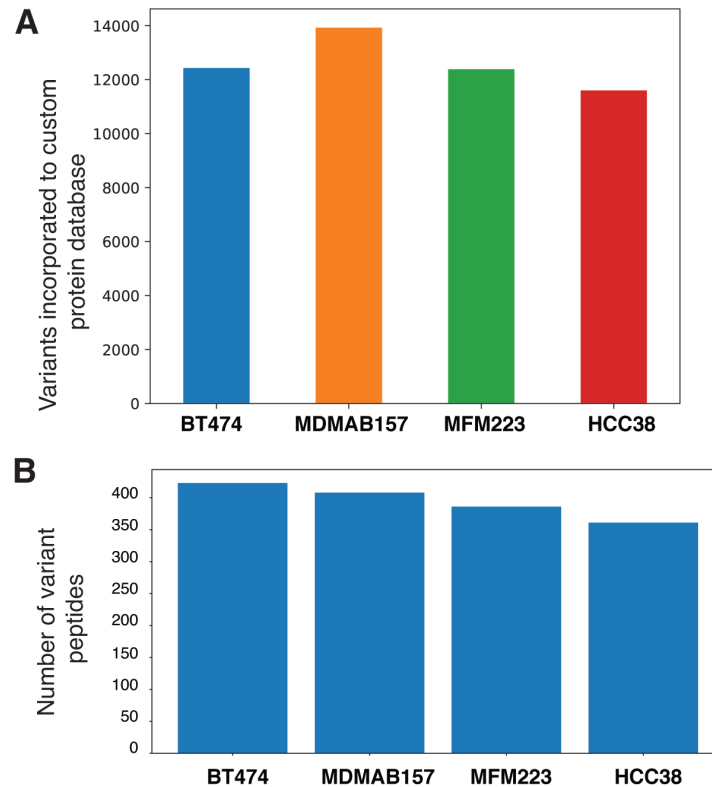 A
Variants incorporated to custom
protein database
14000
12000
10000
8000
6000
4000
2000
0
BT474 MDMAB157 MFM223 HCC38
B
Number of variant
peptides
400
350
300
250
200
150
100
50
0
BT474 MDMAB157 MFM223 HCC38